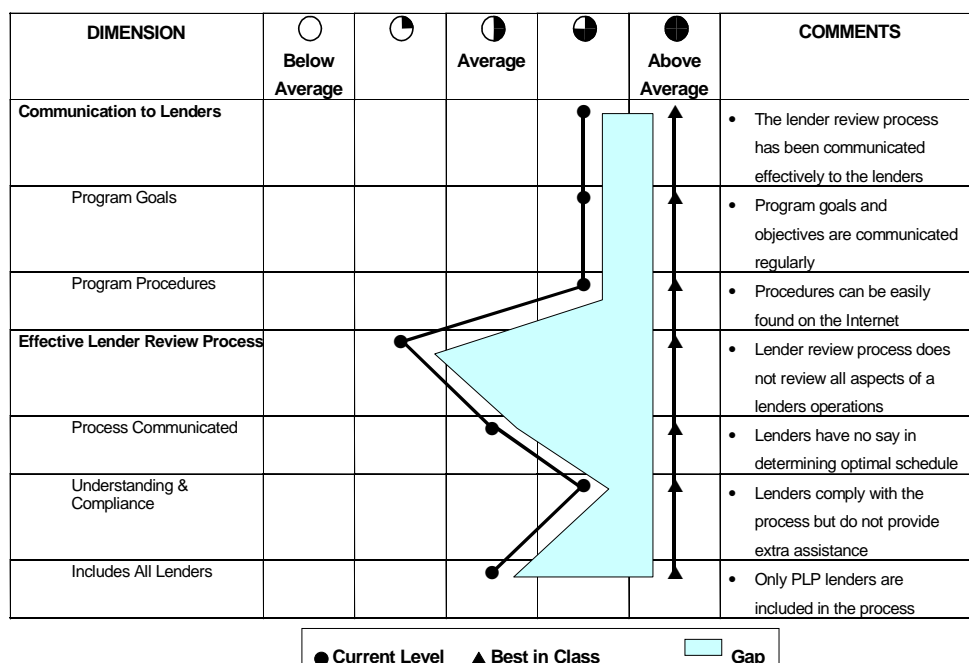 DIMENSION
Below
Average
Average
Above
Average
COMMENTS
Communication to Lenders
• The lender review process
has been communicated
effectively to the lenders
Program Goals
• Program goals and
objectives are communicated
regularly
Program Procedures
• Procedures can be easily
found on the Internet
Effective Lender Review Process
• Lender review process does
not review all aspects of a
lenders operations
Process Communicated
• Lenders have no say in
determining optimal schedule
Understanding &
Compliance
• Lenders comply with the
process but do not provide
extra assistance
Includes All Lenders
• Only PLP lenders are
included in the process
Current Level Best in Class Gap